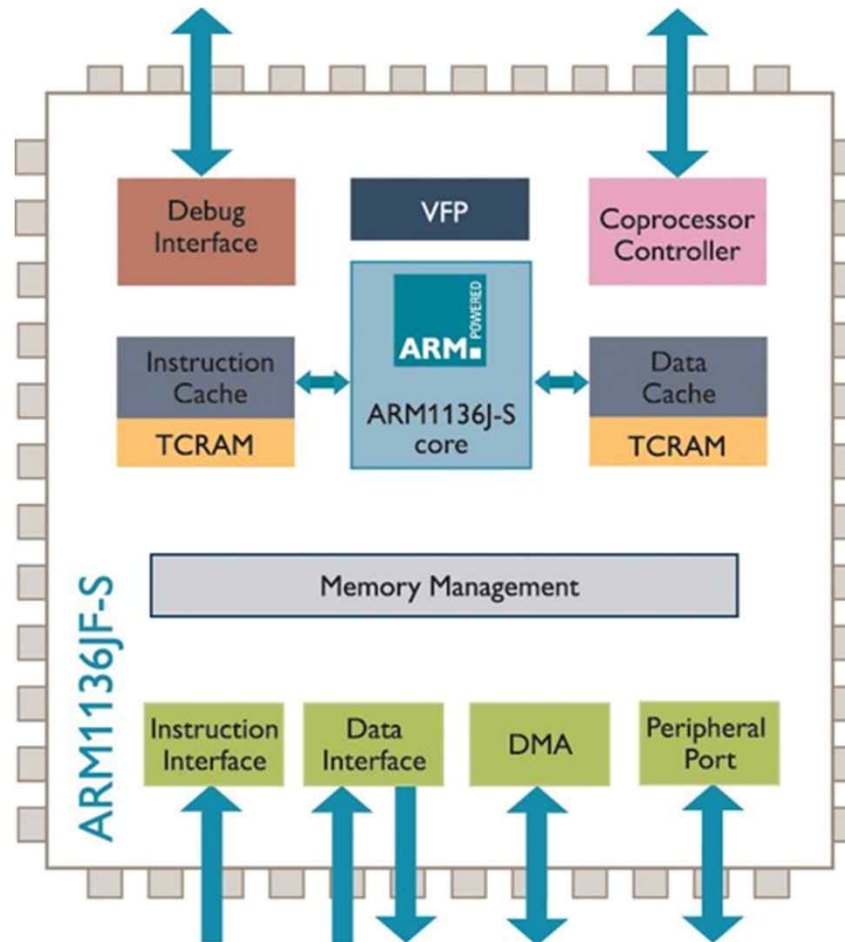 Debug
Interface
VFP
Coprocessor
Controller
Instruction
Cache
TCRAM
ARM
POWERED
ARM1136J-S
core
Data
Cache
TCRAM
Memory Management
ARM1136JF-S
Instruction
Interface
Data
Interface
DMA
Peripheral
Port